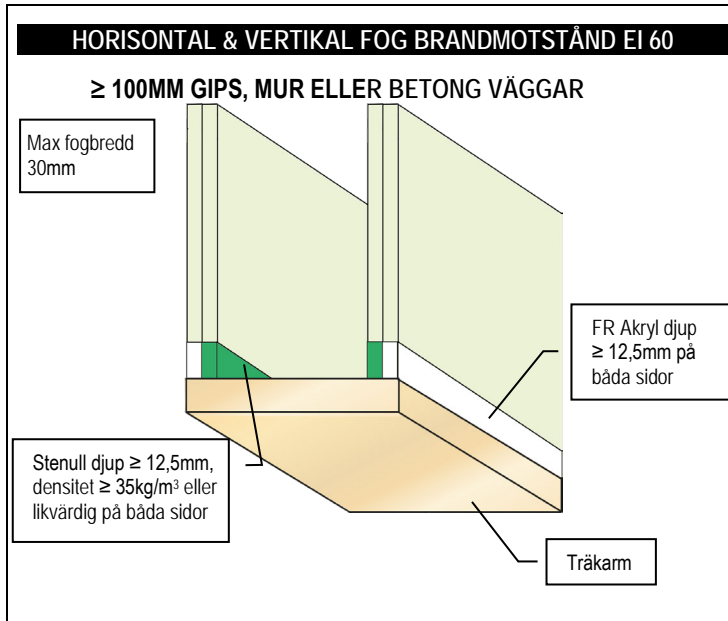 HORISONTAL & VERTIKAL FOG BRANDMOTSTÅND EI 60
≥ 100MM GIPS, MUR ELLER BETONG VÄGGAR
Max fogbredd
30mm
FR Akryl djup
≥ 12,5mm på
båda sidor
Stenull djup ≥ 12,5mm,
densitet ≥ 35kg/m³ eller
likvärdig på båda sidor
Träkarm